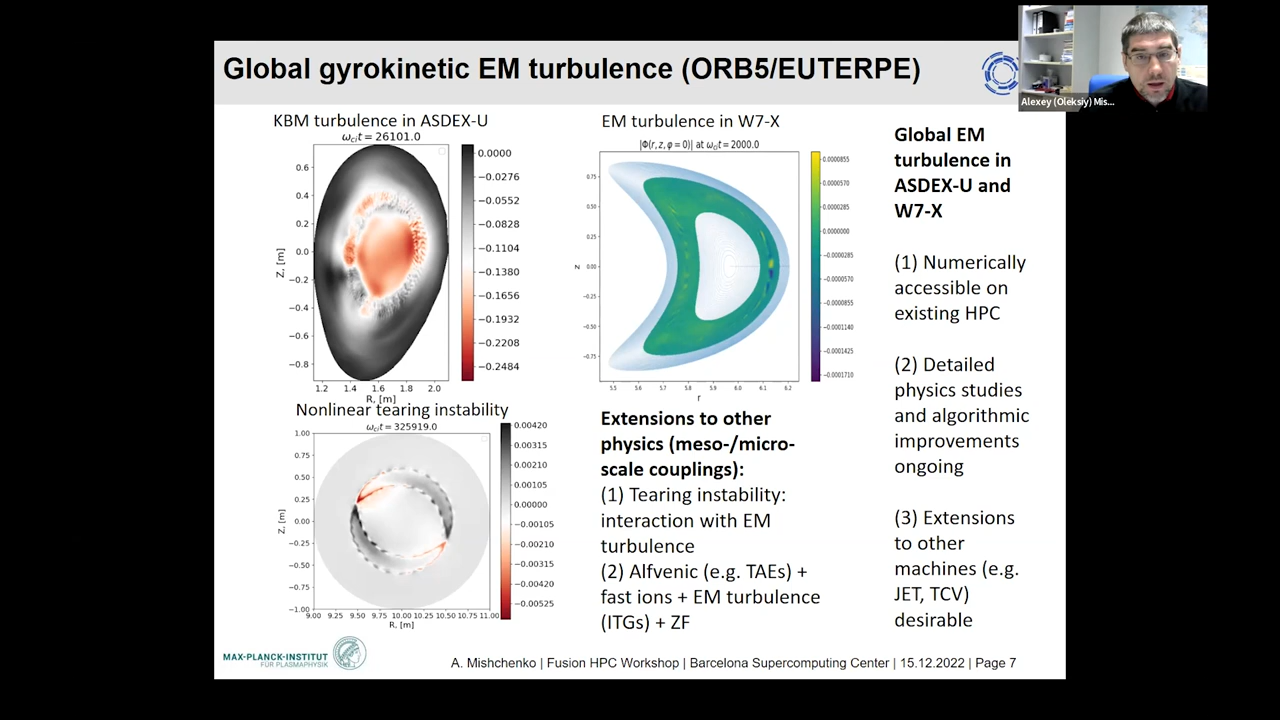 Global gyrokinetic EM turbulence (ORB5/EUTERPE)
Alexey (Oleksiy) Mis...
KBM turbulence in ASDEX-U
ω_ci t = 26101.0
0.6
0.4
0.2
0.0
−0.2
−0.4
−0.6
−0.8
Z, [m]
1.2 1.4 1.6 1.8 2.0
R, [m]
0.0000
−0.0276
−0.0552
−0.0828
−0.1104
−0.1380
−0.1656
−0.1932
−0.2208
−0.2484
EM turbulence in W7-X
|Φ(r, z, φ = 0)| at ω_ci t = 2000.0
0.75
0.50
0.25
0.00
−0.25
−0.50
−0.75
z
5.5 5.6 5.7 5.8 5.9 6.0 6.1 6.2
r
0.0000855
0.0000570
0.0000285
0.0000000
−0.0000285
−0.0000570
−0.0000855
−0.0001140
−0.0001425
−0.0001710
Nonlinear tearing instability
ω_ci t = 325919.0
1.00
0.75
0.50
0.25
0.00
−0.25
−0.50
−0.75
−1.00
Z, [m]
9.00 9.25 9.50 9.75 10.00 10.25 10.50 10.75 11.00
R, [m]
0.00420
0.00315
0.00210
0.00105
0.00000
−0.00105
−0.00210
−0.00315
−0.00420
−0.00525
Extensions to other
physics (meso-/micro-
scale couplings):
(1) Tearing instability:
interaction with EM
turbulence
(2) Alfvenic (e.g. TAEs) +
fast ions + EM turbulence
(ITGs) + ZF
Global EM
turbulence in
ASDEX-U and
W7-X
(1) Numerically
accessible on
existing HPC
(2) Detailed
physics studies
and algorithmic
improvements
ongoing
(3) Extensions
to other
machines (e.g.
JET, TCV)
desirable
MAX-PLANCK-INSTITUT
FÜR PLASMAPHYSIK
A. Mishchenko | Fusion HPC Workshop | Barcelona Supercomputing Center | 15.12.2022 | Page 7